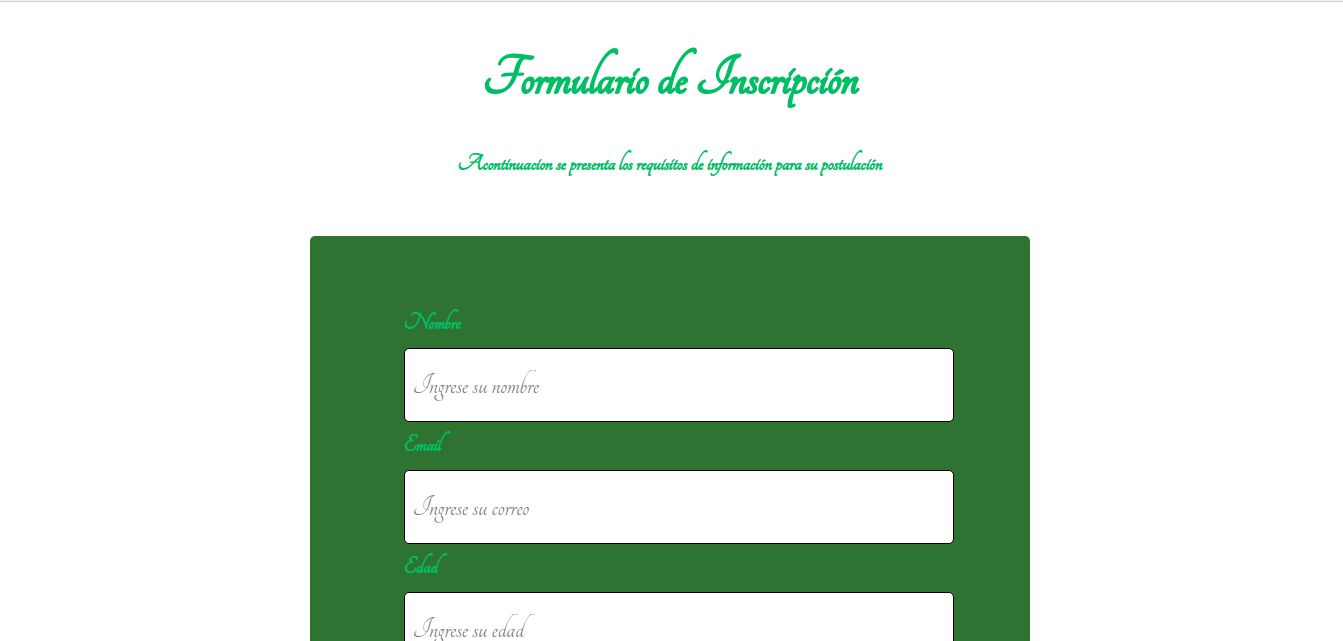 Formulario de Inscripción
Acontinuacion se presenta los requisitos de información para su postulación
Nombre
Ingrese su nombre
Email
Ingrese su correo
Edad
Ingrese su edad